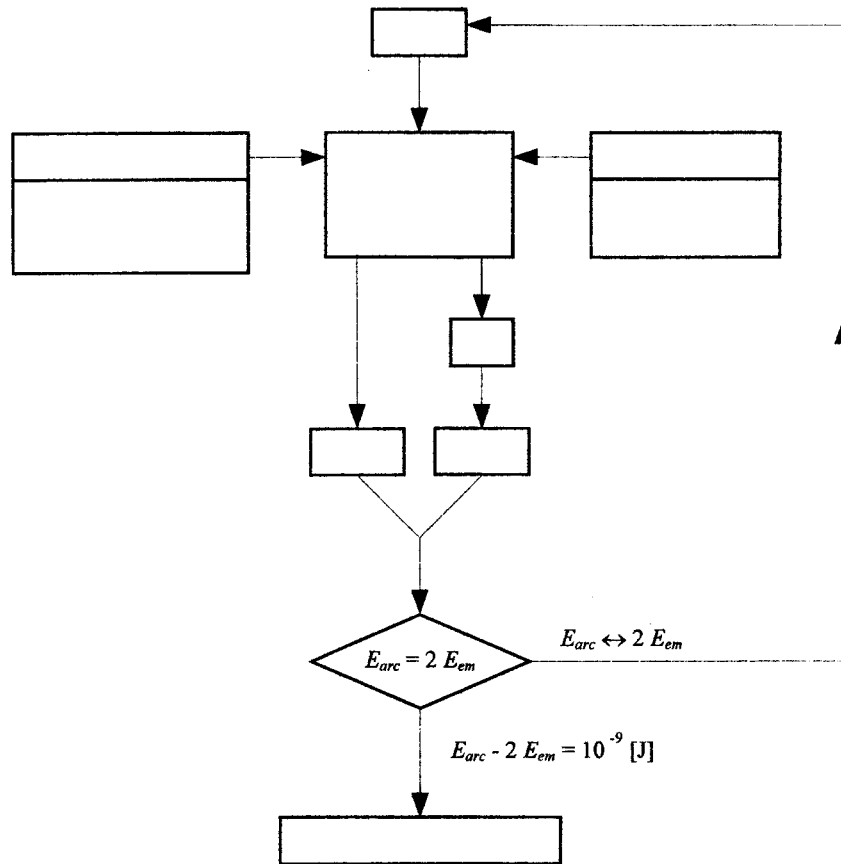 E_arc ↔ 2 E_em
E_arc = 2 E_em
E_arc - 2 E_em = 10^-9 [J]